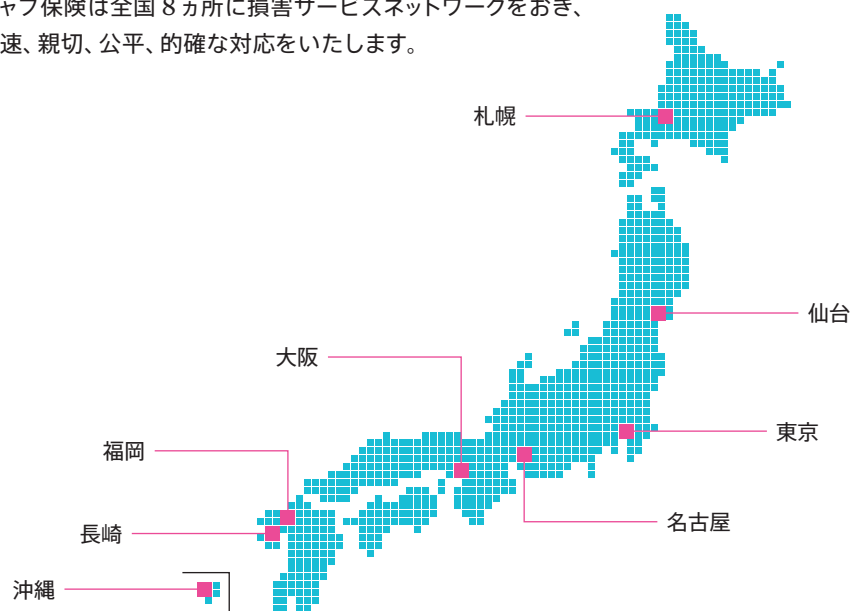 ャフ保険は全国8ヵ所に損害サービスネットワークをおき、
速、親切、公平、的確な対応をいたします。
札幌
仙台
大阪
東京
福岡
名古屋
長崎
沖縄